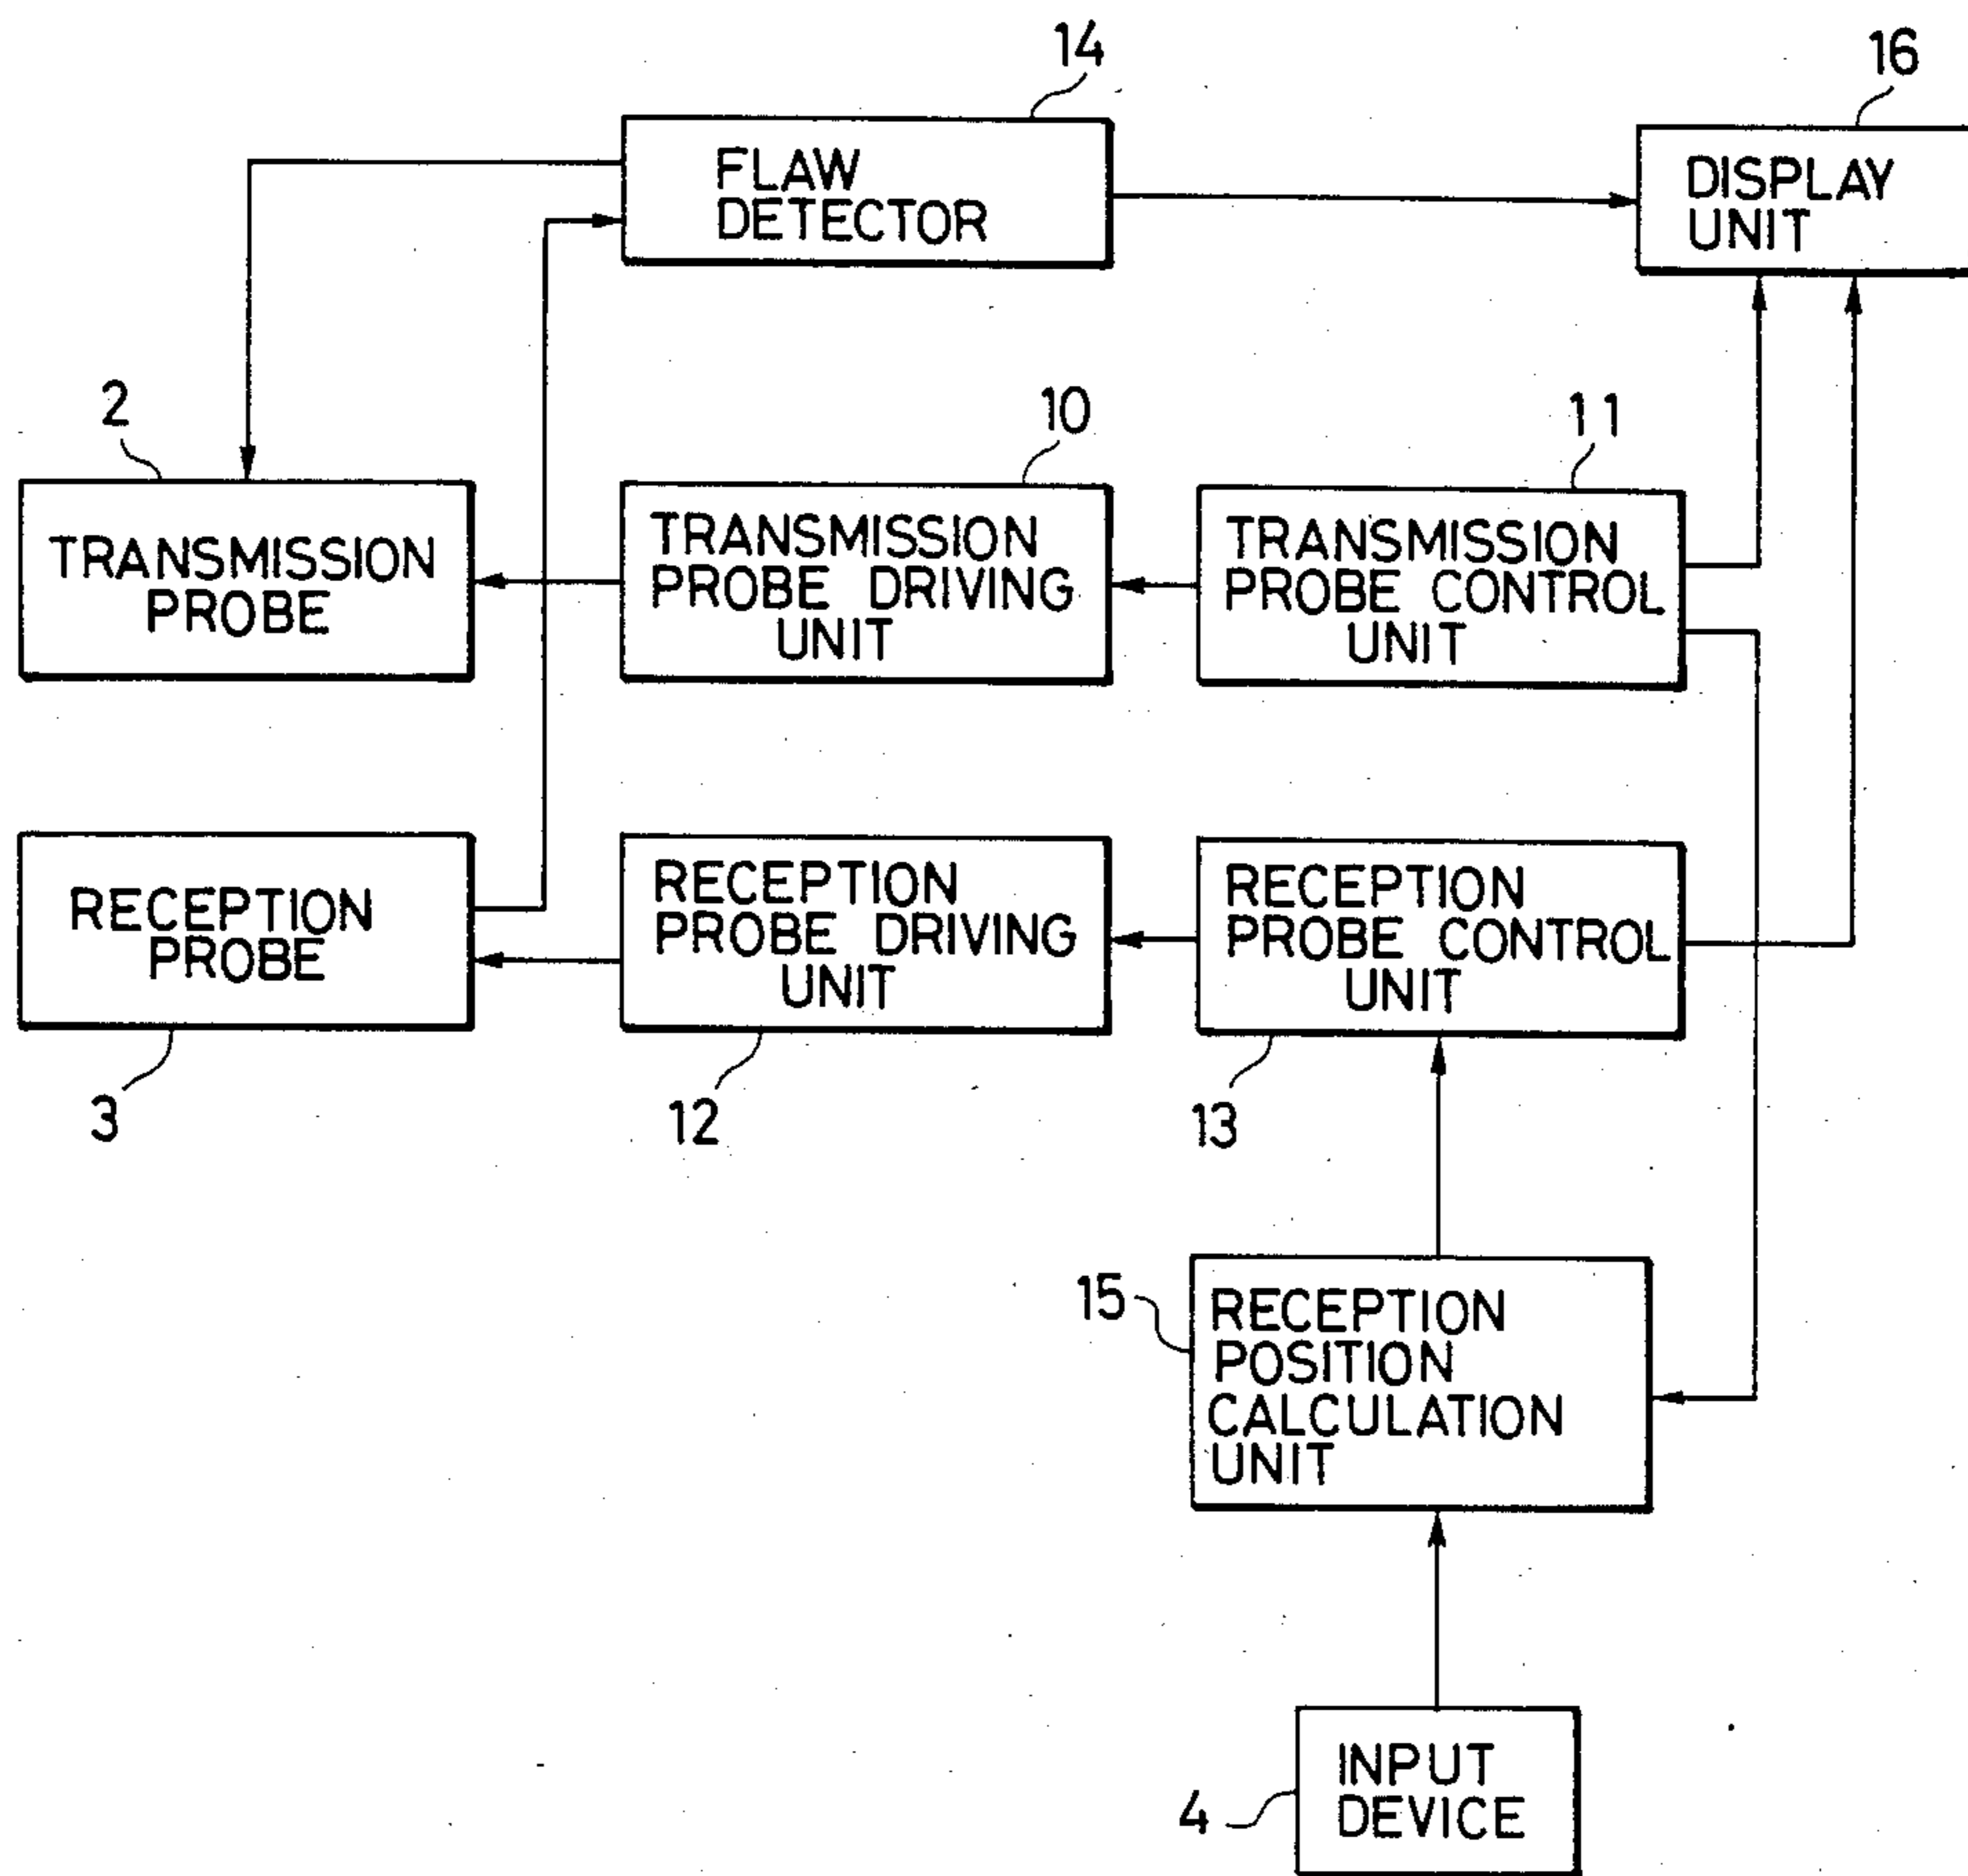 14
16
FLAW
DETECTOR
DISPLAY
UNIT
2
10
11
TRANSMISSION
PROBE
TRANSMISSION
PROBE DRIVING
UNIT
TRANSMISSION
PROBE CONTROL
UNIT
RECEPTION
PROBE
RECEPTION
PROBE DRIVING
UNIT
RECEPTION
PROBE CONTROL
UNIT
3
12
13
15
RECEPTION
POSITION
CALCULATION
UNIT
4
INPUT
DEVICE